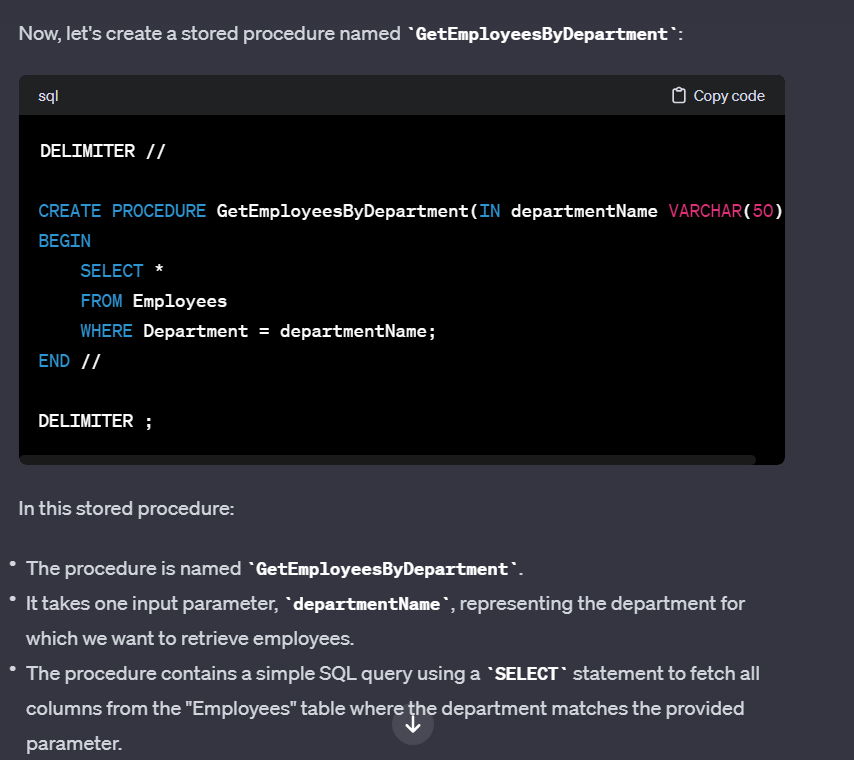 Now, let's create a stored procedure named `GetEmployeesByDepartment`:
sql
Copy code
DELIMITER //
CREATE PROCEDURE GetEmployeesByDepartment(IN departmentName VARCHAR(50)
BEGIN
    SELECT *
    FROM Employees
    WHERE Department = departmentName;
END //
DELIMITER ;
In this stored procedure:
• The procedure is named `GetEmployeesByDepartment`.
• It takes one input parameter, `departmentName`, representing the department for
which we want to retrieve employees.
• The procedure contains a simple SQL query using a `SELECT` statement to fetch all
columns from the "Employees" table where the department matches the provided
parameter.